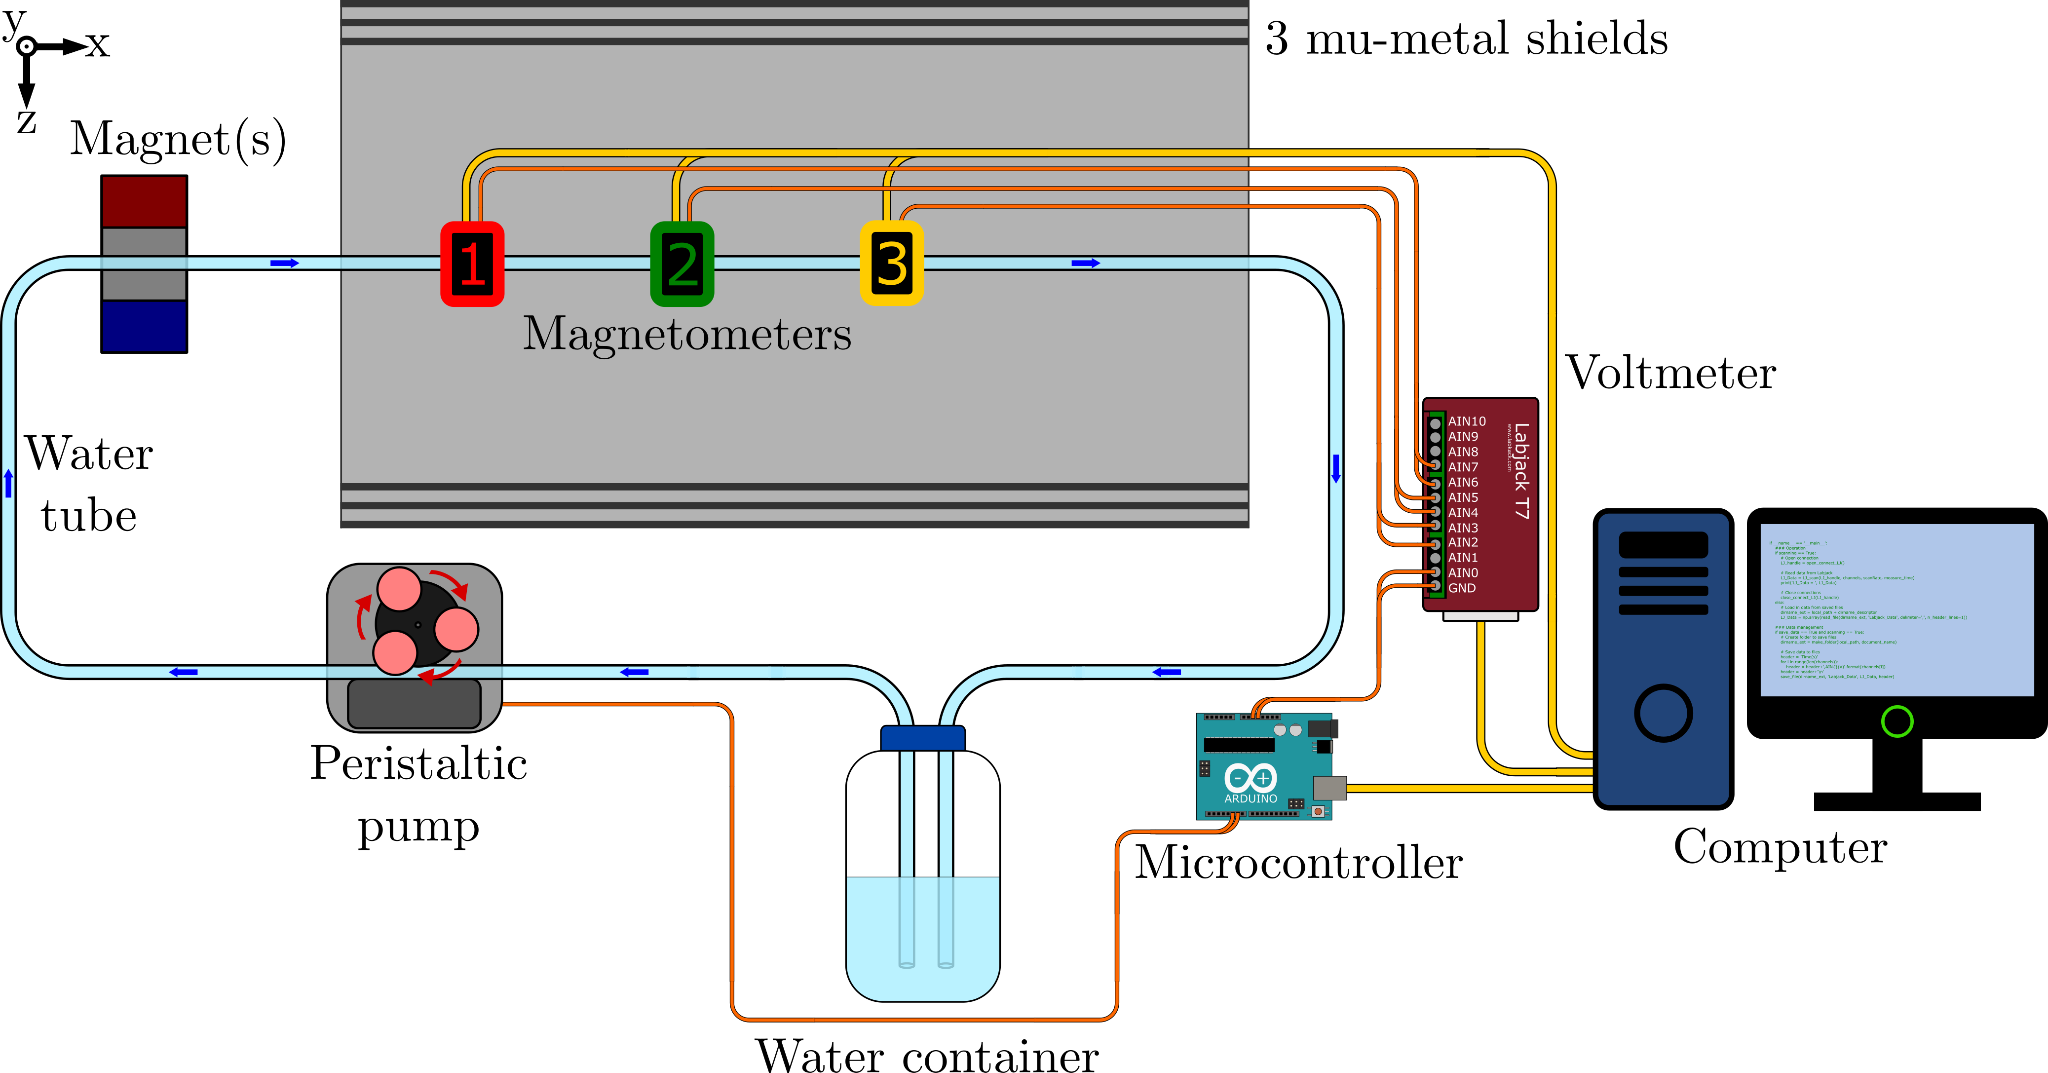 y
x
z
3 mu-metal shields
Magnet(s)
1
2
3
Magnetometers
Voltmeter
Water
tube
AIN10
AIN9
AIN8
AIN7
AIN6
AIN5
AIN4
AIN3
AIN2
AIN1
AIN0
GND
Labjack T7
Peristaltic
pump
- +
ARDUINO
Microcontroller
Computer
Water container